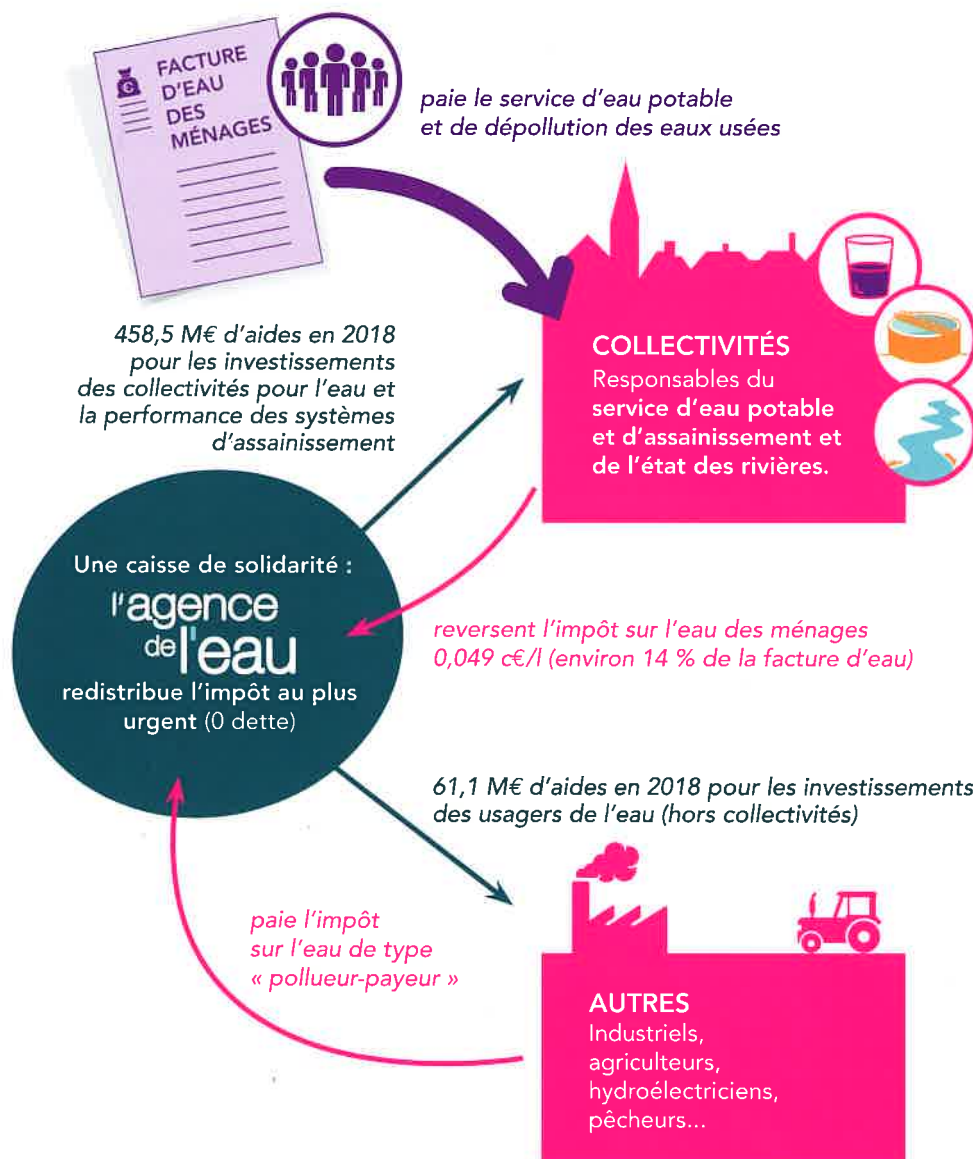 FACTURE
D'EAU
DES
MÉNAGES
€
paie le service d'eau potable
et de dépollution des eaux usées
458,5 M€ d'aides en 2018
pour les investissements
des collectivités pour l'eau et
la performance des systèmes
d'assainissement
COLLECTIVITÉS
Responsables du
service d'eau potable
et d'assainissement et
de l'état des rivières.
Une caisse de solidarité :
l'agence
de l'eau
redistribue l'impôt au plus
urgent (0 dette)
reversent l'impôt sur l'eau des ménages
0,049 c€/l (environ 14 % de la facture d'eau)
61,1 M€ d'aides en 2018 pour les investissements
des usagers de l'eau (hors collectivités)
paie l'impôt
sur l'eau de type
« pollueur-payeur »
AUTRES
Industriels,
agriculteurs,
hydroélectriciens,
pêcheurs...